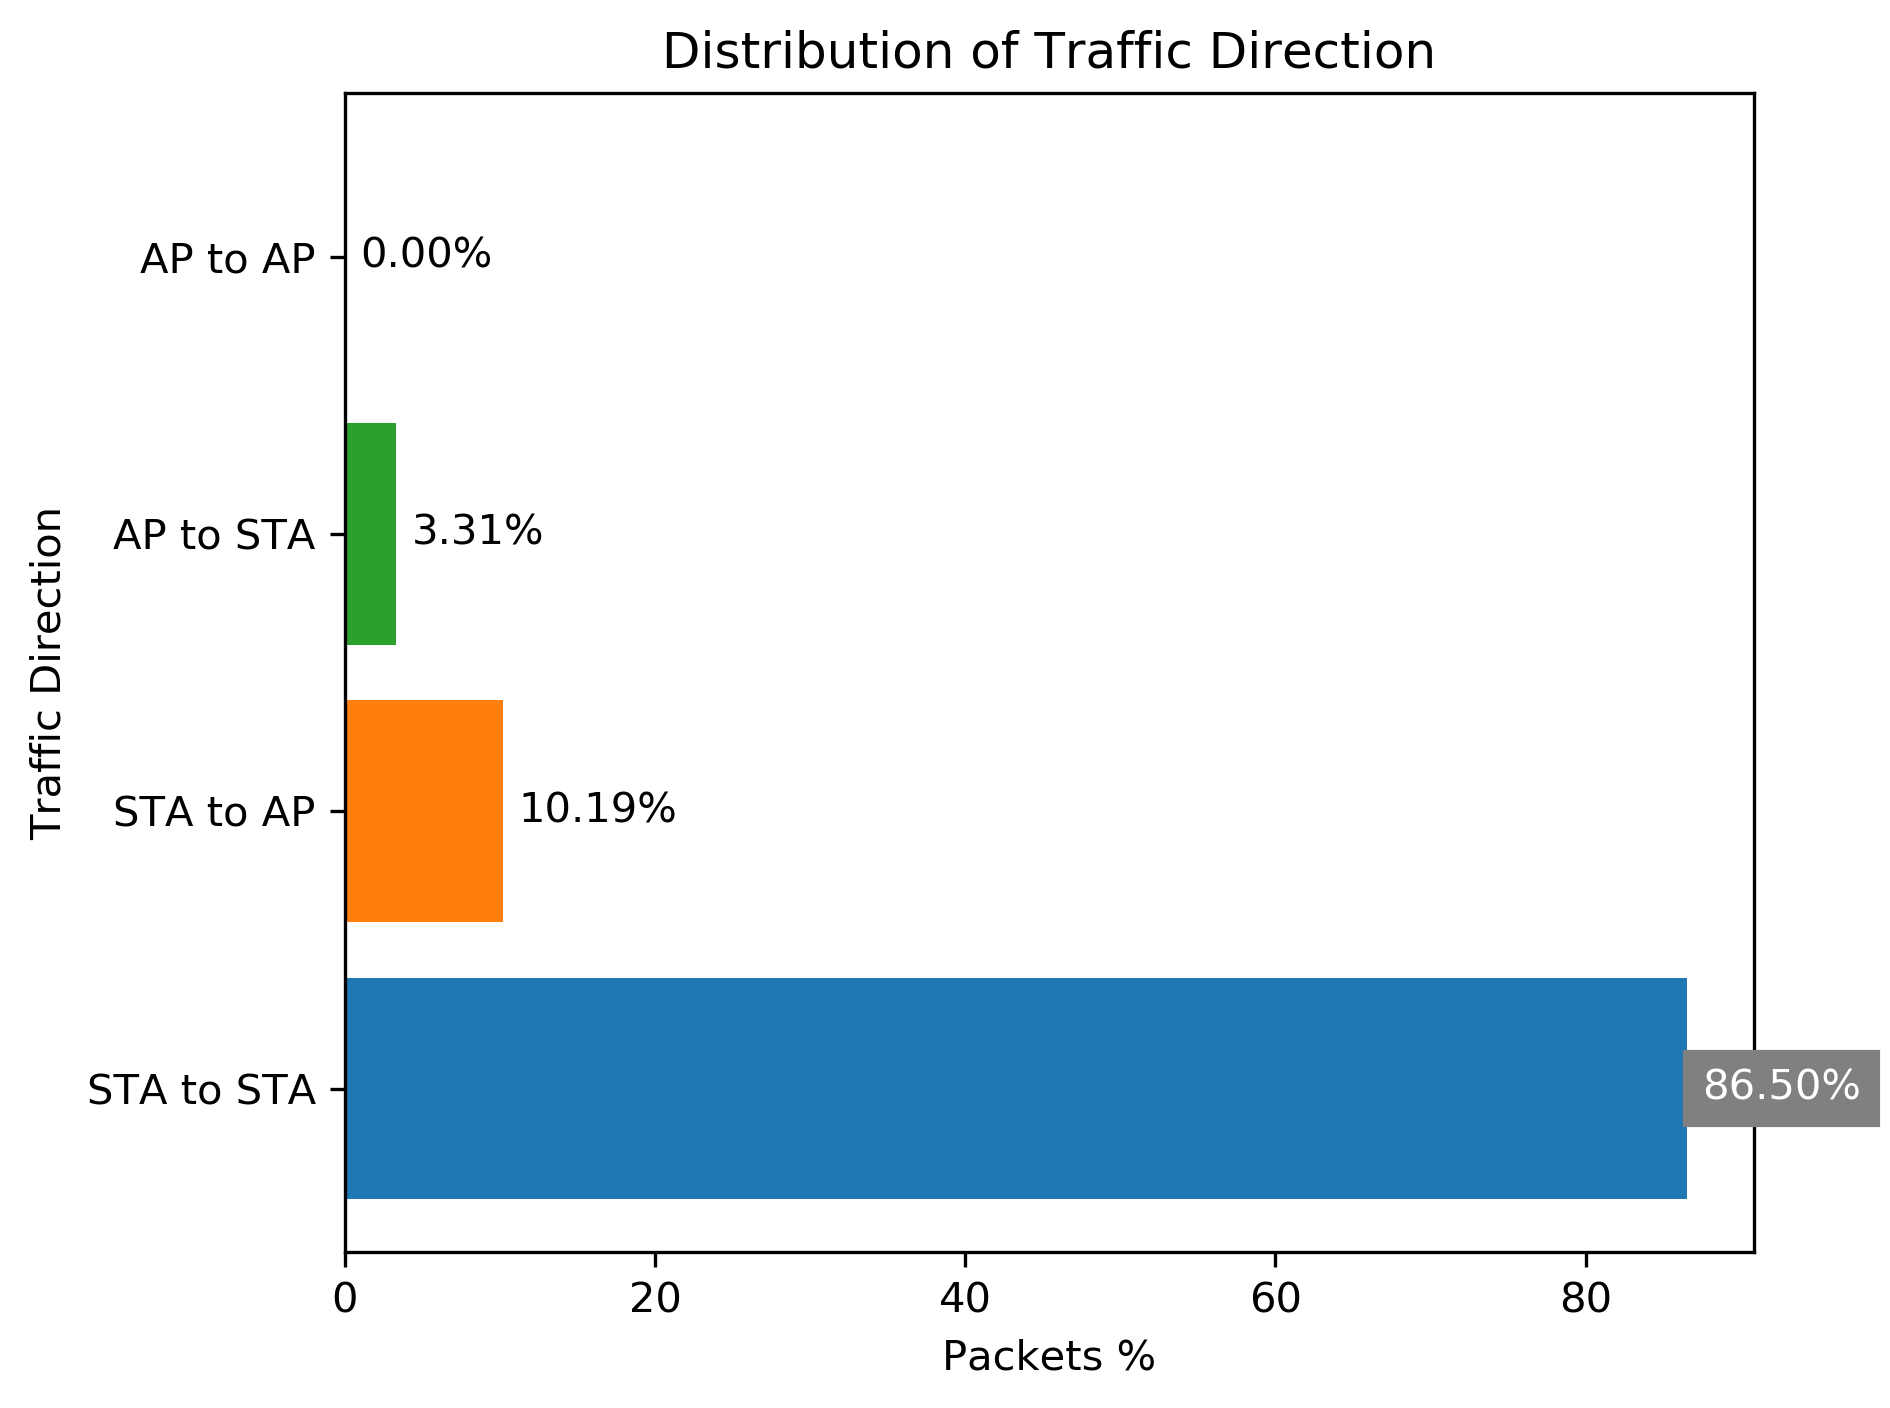 Distribution of Traffic Direction
AP to AP
0.00%
AP to STA
3.31%
STA to AP
10.19%
STA to STA
86.50%
Traffic Direction
0 20 40 60 80
Packets %